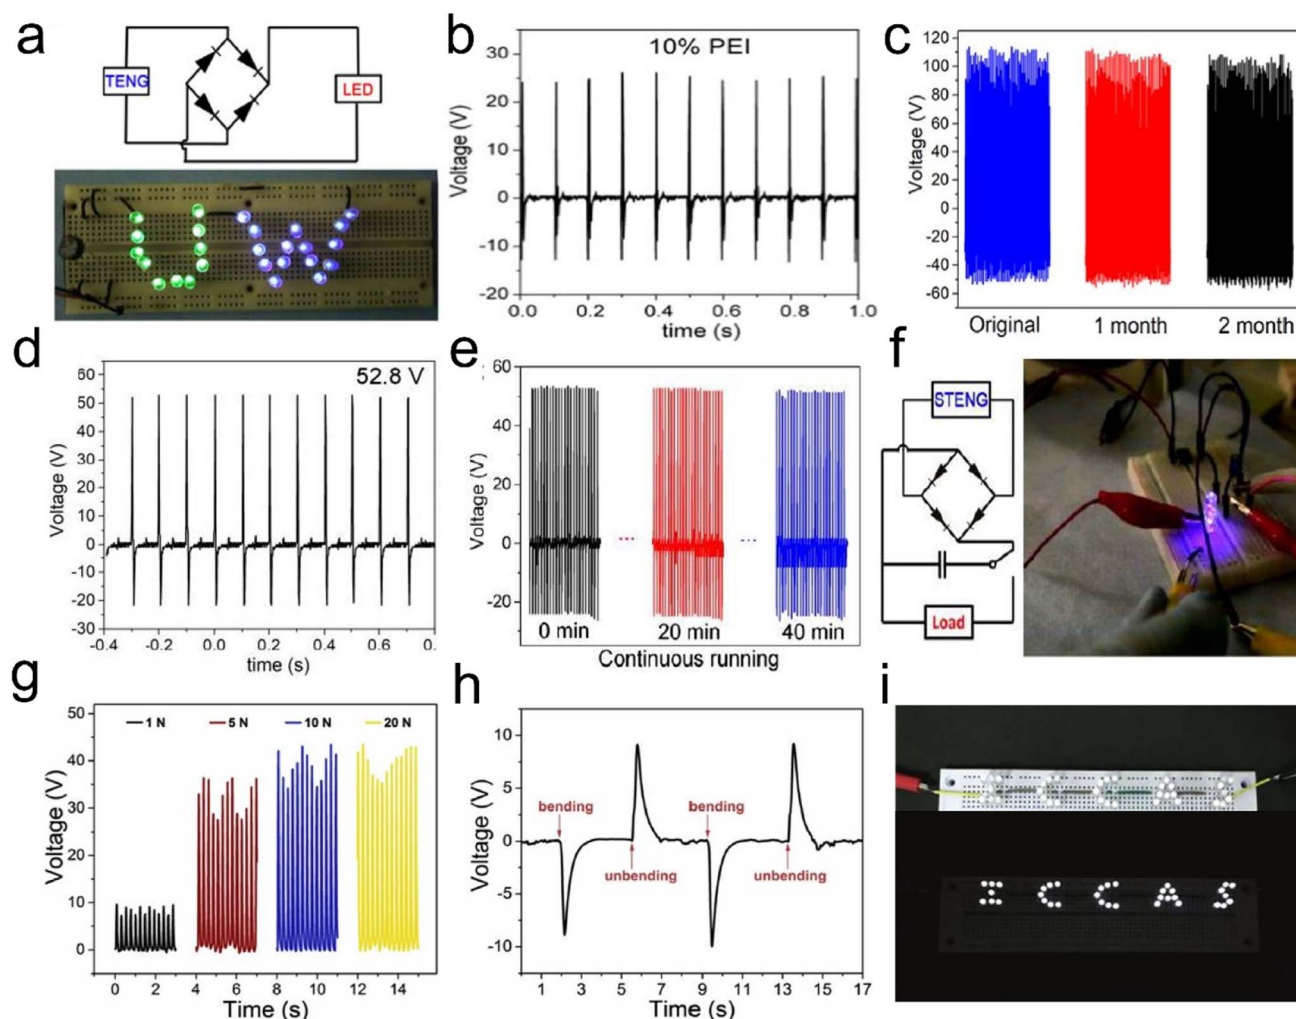 a
TENG
LED
b
10% PEI
Voltage (V)
30
20
10
0
-10
-20
0.0 0.2 0.4 0.6 0.8 1.0
time (s)
c
Voltage (V)
120
100
80
60
40
20
0
-20
-40
-60
Original 1 month 2 month
d
52.8 V
Voltage (V)
60
50
40
30
20
10
0
-10
-20
-30
-0.4 -0.2 0.0 0.2 0.4 0.6 0.
time (s)
e
Voltage (V)
60
40
20
0
-20
0 min 20 min 40 min
Continuous running
f
STENG
Load
g
1 N 5 N 10 N 20 N
Voltage (V)
50
40
30
20
10
0
0 2 4 6 8 10 12 14
Time (s)
h
Voltage (V)
10
5
0
-5
-10
bending
unbending
bending
unbending
1 3 5 7 9 11 13 15 17
Time (s)
i
I C C A S